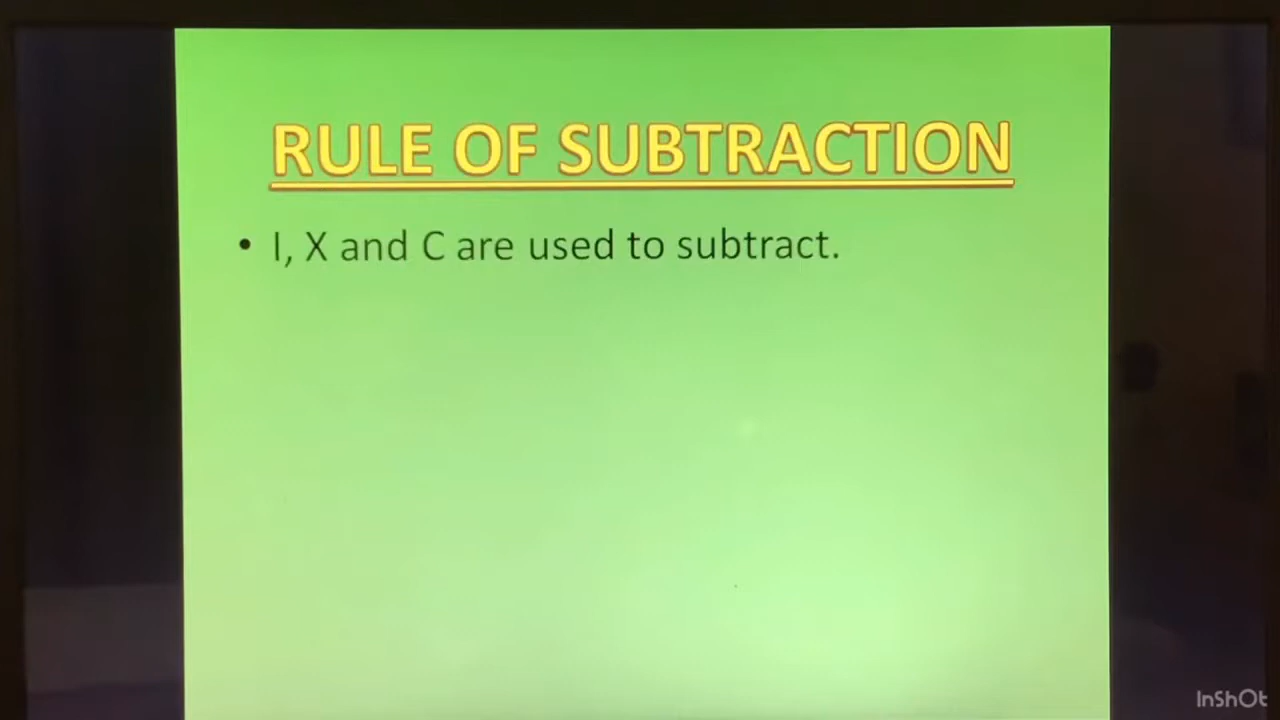 RULE OF SUBTRACTION
• I, X and C are used to subtract.
InShOt